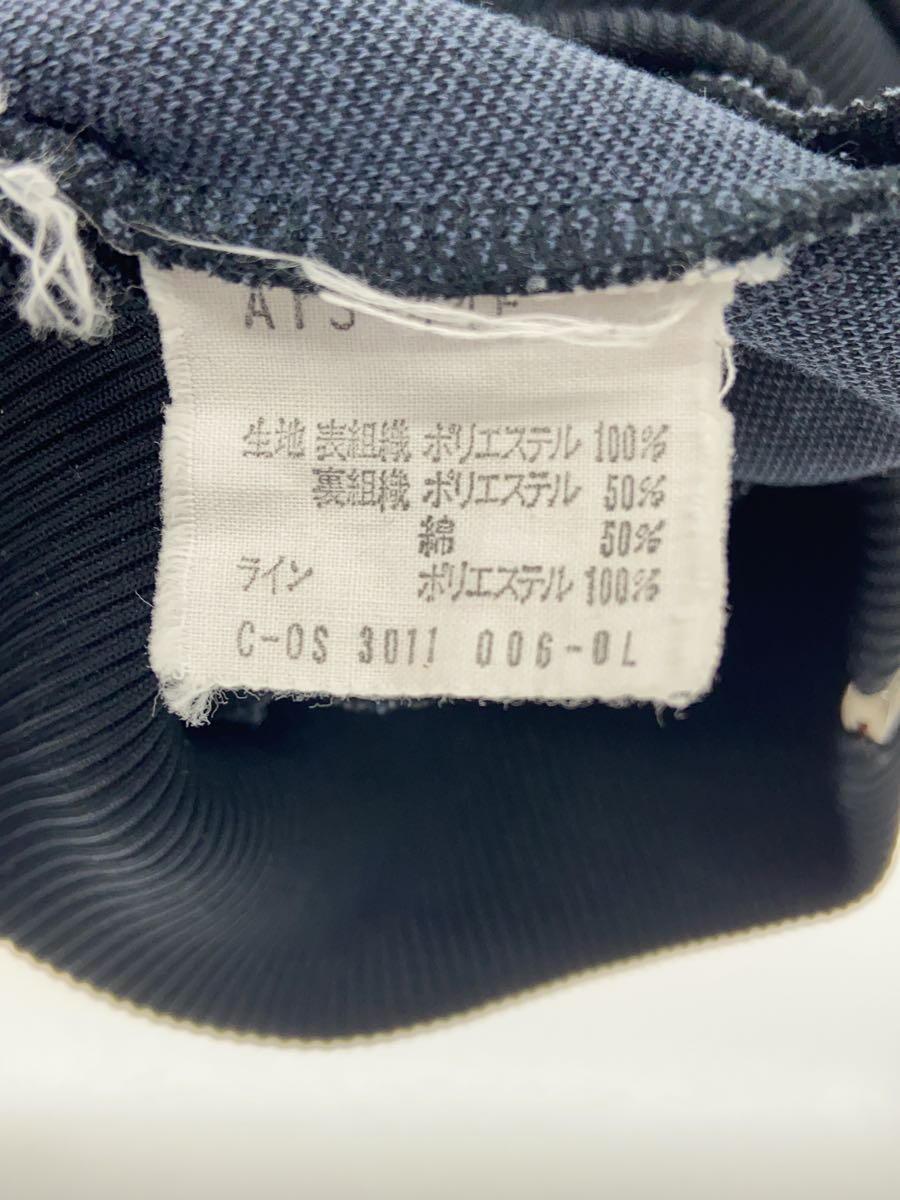 生地 表組織 ポリエステル 100%
裏組織 ポリエステル 50%
綿 50%
ライン ポリエステル 100%
C-OS 3011 006-0L